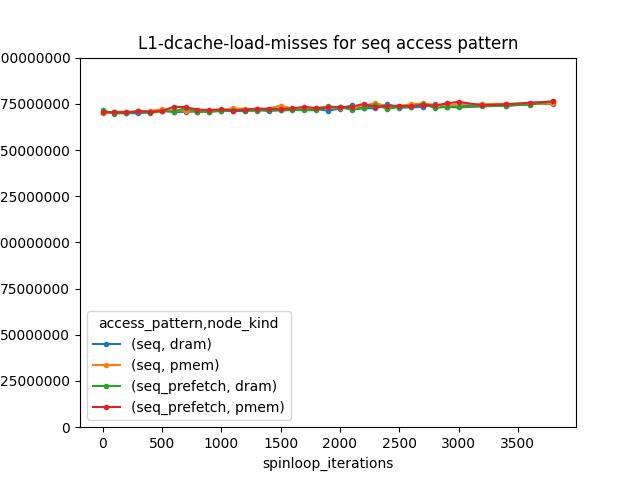 L1-dcache-load-misses for seq access pattern
00000000
75000000
50000000
25000000
00000000
75000000
50000000
25000000
0
access_pattern,node_kind
(seq, dram)
(seq, pmem)
(seq_prefetch, dram)
(seq_prefetch, pmem)
0 500 1000 1500 2000 2500 3000 3500
spinloop_iterations